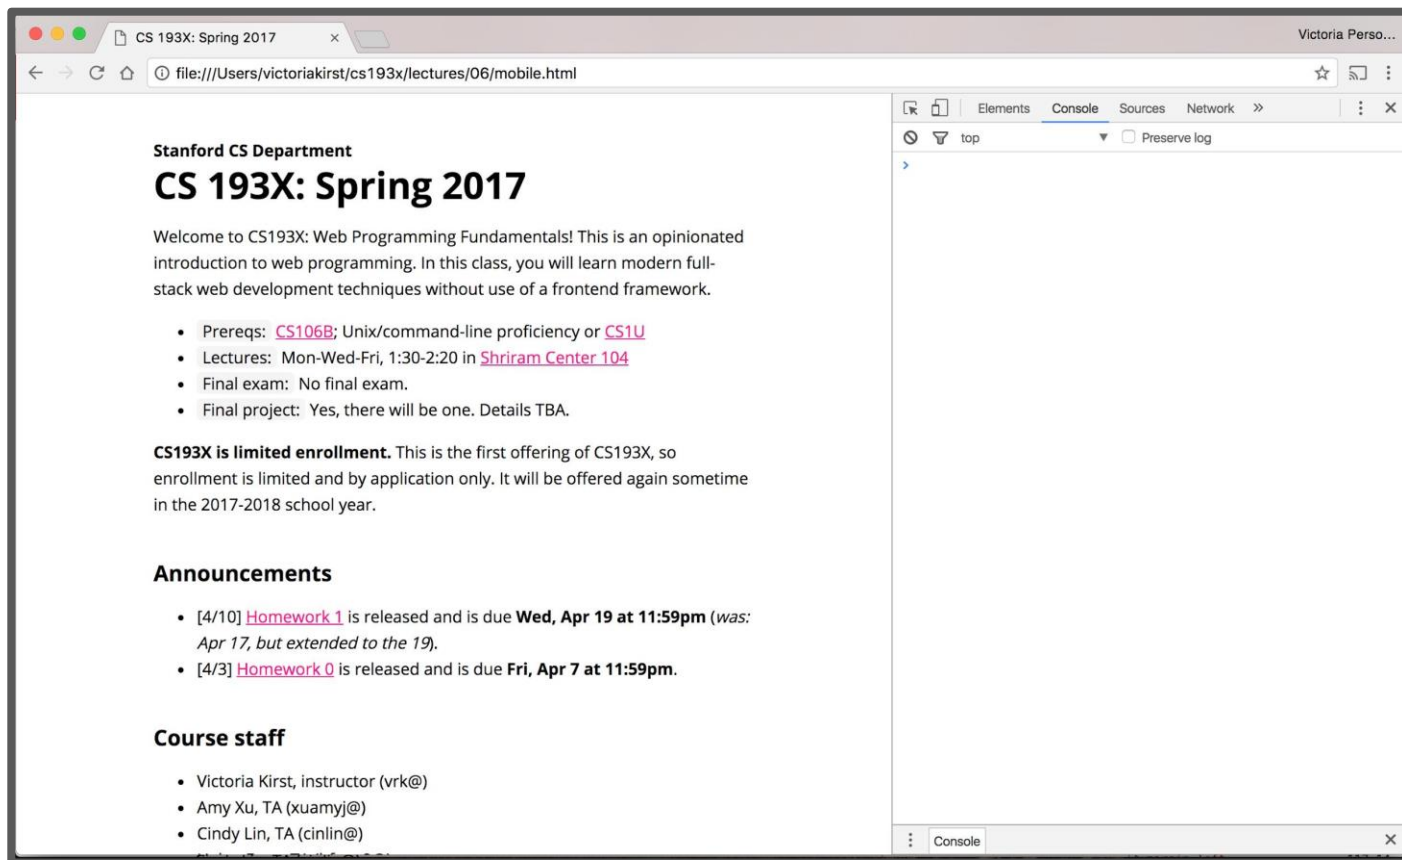 CS 193X: Spring 2017 ×
Victoria Perso...
file:///Users/victoriakirst/cs193x/lectures/06/mobile.html
Elements Console Sources Network »
top Preserve log
Stanford CS Department
CS 193X: Spring 2017
Welcome to CS193X: Web Programming Fundamentals! This is an opinionated
introduction to web programming. In this class, you will learn modern full-
stack web development techniques without use of a frontend framework.
• Prereqs: CS106B; Unix/command-line proficiency or CS1U
• Lectures: Mon-Wed-Fri, 1:30-2:20 in Shriram Center 104
• Final exam: No final exam.
• Final project: Yes, there will be one. Details TBA.
CS193X is limited enrollment. This is the first offering of CS193X, so
enrollment is limited and by application only. It will be offered again sometime
in the 2017-2018 school year.
Announcements
• [4/10] Homework 1 is released and is due Wed, Apr 19 at 11:59pm (was:
Apr 17, but extended to the 19).
• [4/3] Homework 0 is released and is due Fri, Apr 7 at 11:59pm.
Course staff
• Victoria Kirst, instructor (vrk@)
• Amy Xu, TA (xuamyj@)
• Cindy Lin, TA (cinlin@)
Console